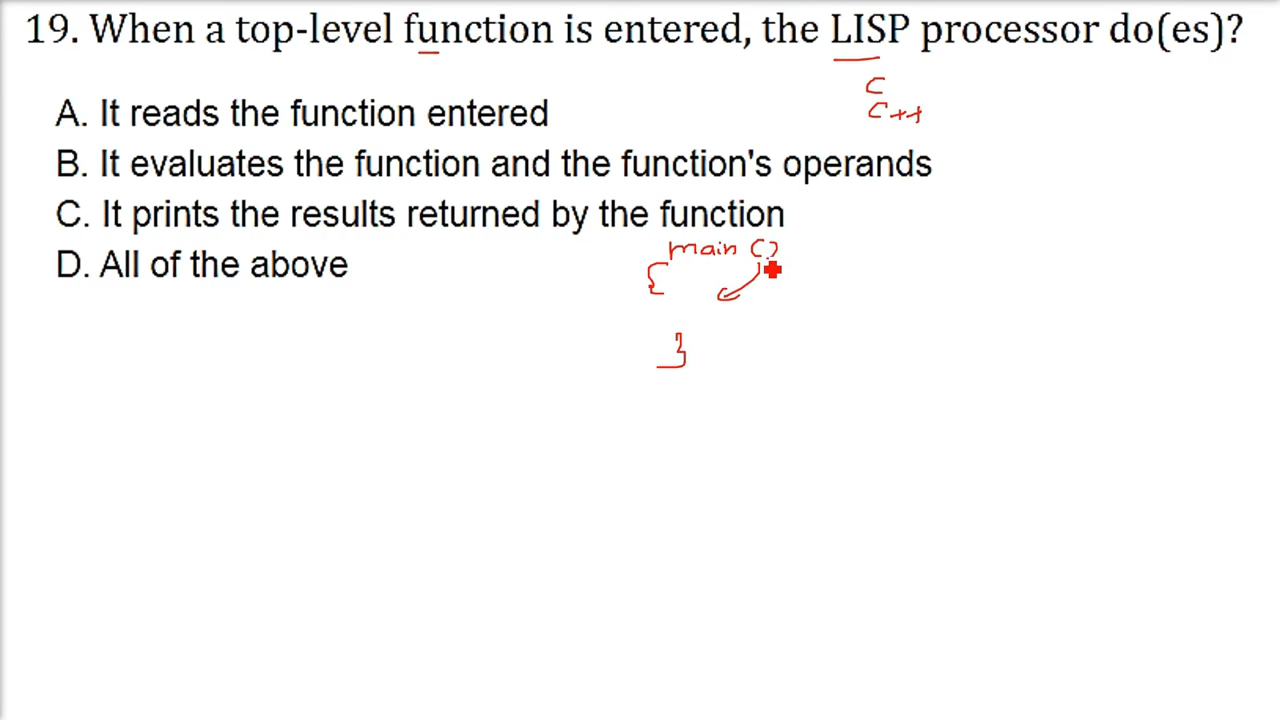 19. When a top-level function is entered, the LISP processor do(es)?
C
C++
A. It reads the function entered
B. It evaluates the function and the function's operands
C. It prints the results returned by the function
main ()
D. All of the above
{
}